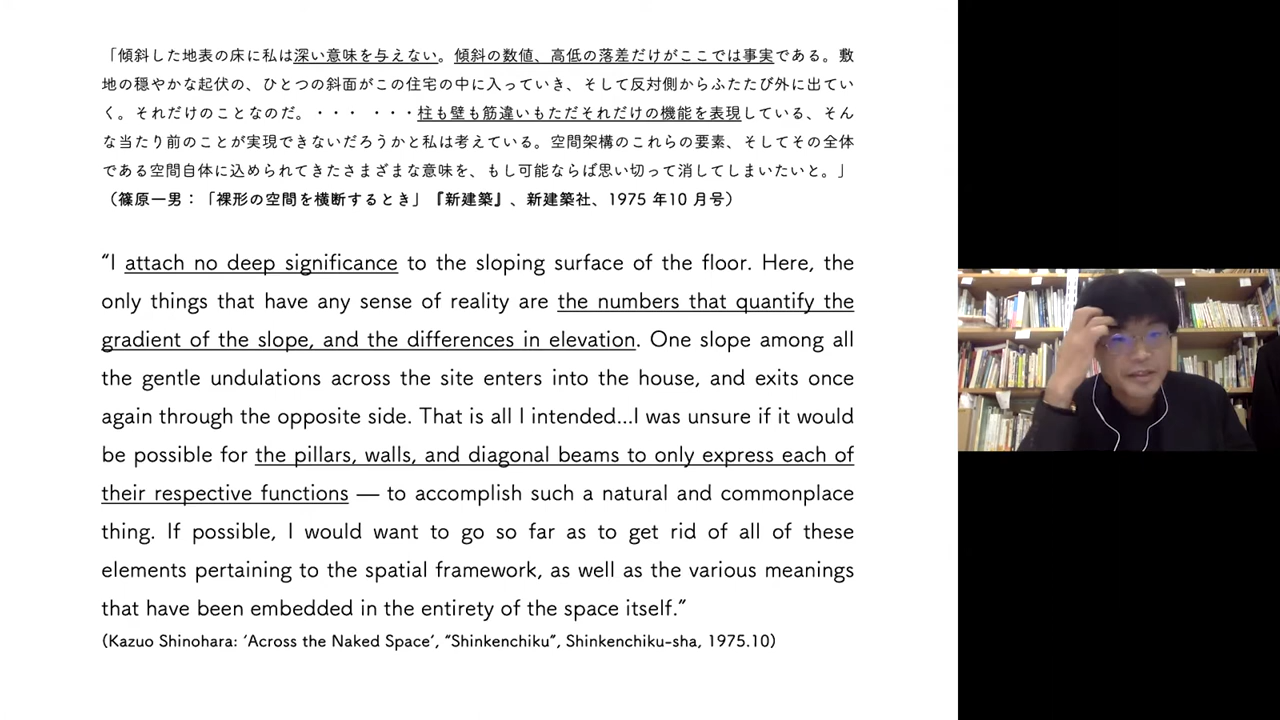 「傾斜した地表の床に私は深い意味を与えない。傾斜の数値、高低の落差だけがここでは事実である。敷
地の穏やかな起伏の、ひとつの斜面がこの住宅の中に入っていき、そして反対側からふたたび外に出てい
く。それだけのことなのだ。・・・ ・・・柱も壁も筋違いもただそれだけの機能を表現している、そん
な当たり前のことが実現できないだろうかと私は考えている。空間架構のこれらの要素、そしてその全体
である空間自体に込められてきたさまざまな意味を、もし可能ならば思い切って消してしまいたいと。」
（篠原一男：「裸形の空間を横断するとき」『新建築』、新建築社、1975 年10 月号）
“I attach no deep significance to the sloping surface of the floor. Here, the
only things that have any sense of reality are the numbers that quantify the
gradient of the slope, and the differences in elevation. One slope among all
the gentle undulations across the site enters into the house, and exits once
again through the opposite side. That is all I intended...I was unsure if it would
be possible for the pillars, walls, and diagonal beams to only express each of
their respective functions — to accomplish such a natural and commonplace
thing. If possible, I would want to go so far as to get rid of all of these
elements pertaining to the spatial framework, as well as the various meanings
that have been embedded in the entirety of the space itself.”
(Kazuo Shinohara: ‘Across the Naked Space’, “Shinkenchiku”, Shinkenchiku-sha, 1975.10)